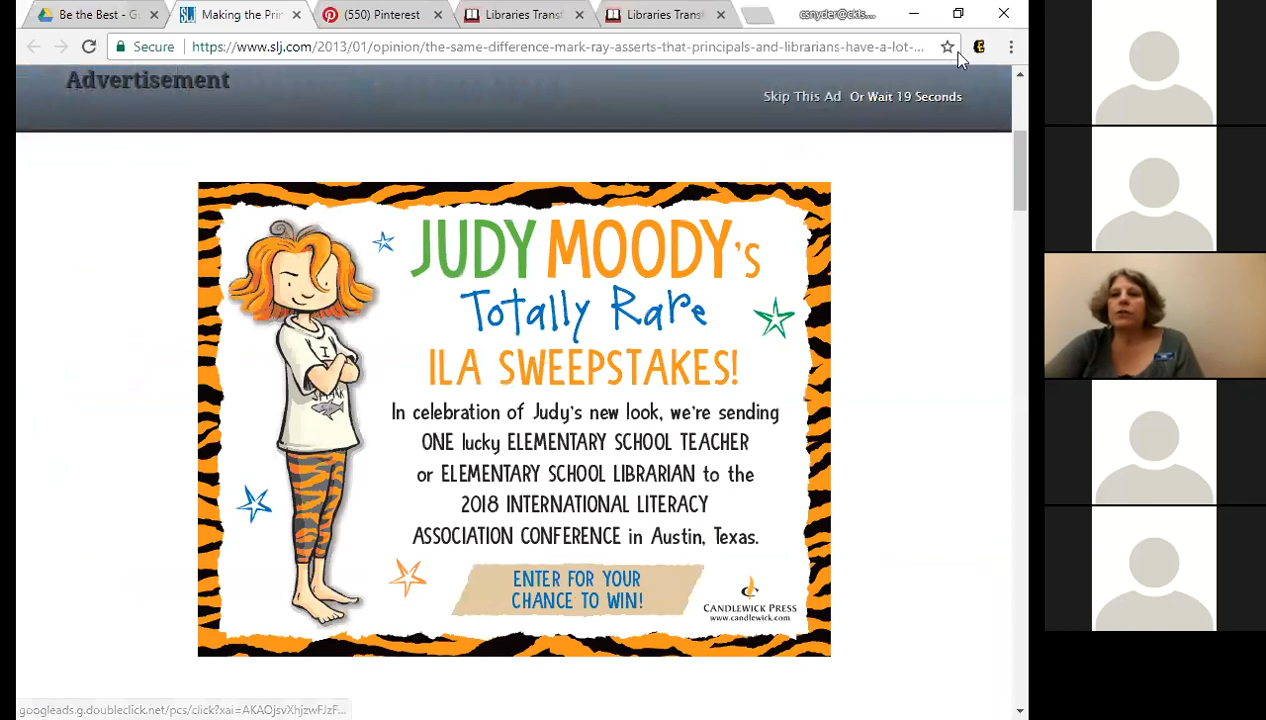 Be the Best - G
Making the Prin
(550) Pinterest
Libraries Transf
Libraries Transf
csnyder@ckts...
Secure
https://www.slj.com/2013/01/opinion/the-same-difference-mark-ray-asserts-that-principals-and-librarians-have-a-lot-...
Advertisement
Skip This Ad Or Wait 19 Seconds
JUDY MOODY's
Totally Rare
ILA SWEEPSTAKES!
In celebration of Judy's new look, we're sending
ONE lucky ELEMENTARY SCHOOL TEACHER
or ELEMENTARY SCHOOL LIBRARIAN to the
2018 INTERNATIONAL LITERACY
ASSOCIATION CONFERENCE in Austin, Texas.
ENTER FOR YOUR
CHANCE TO WIN!
CANDLEWICK PRESS
www.candlewick.com
googleads.g.doubleclick.net/pcs/click?xai=AKAOjsvXhjzwFJzF...